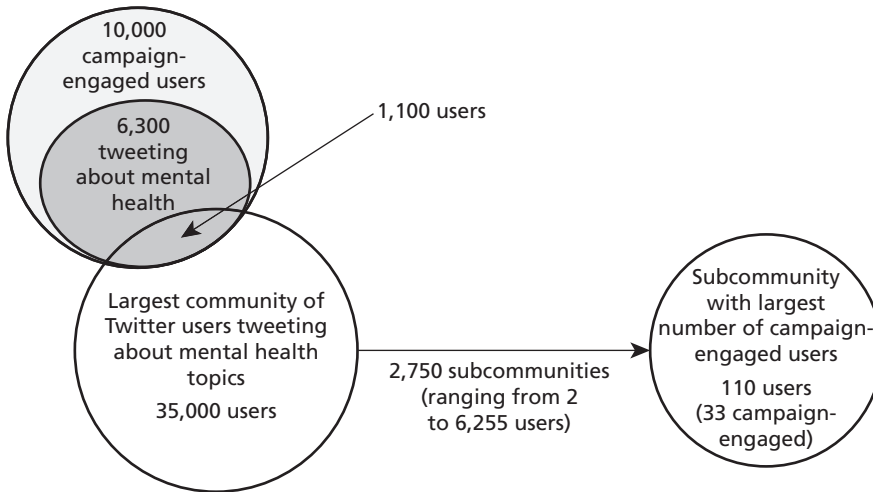 10,000
campaign-
engaged users
6,300
tweeting
about mental
health
1,100 users
Largest community of
Twitter users tweeting
about mental health
topics
35,000 users
2,750 subcommunities
(ranging from 2
to 6,255 users)
Subcommunity
with largest
number of campaign-
engaged users
110 users
(33 campaign-
engaged)